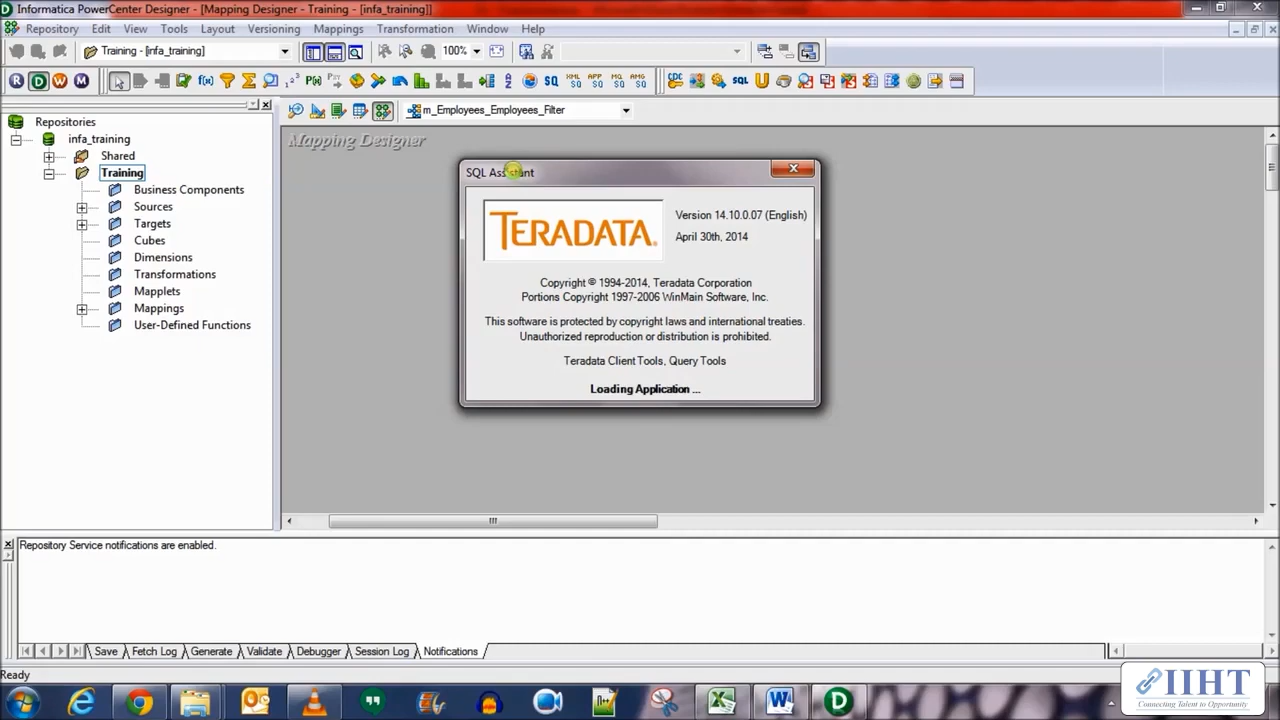 Informatica PowerCenter Designer - [Mapping Designer - Training - [infa_training]]
Repository Edit View Tools Layout Versioning Mappings Transformation Window Help
Training - [infa_training] 100%
m_Employees_Employees_Filter
Repositories
infa_training
Shared
Training
Business Components
Sources
Targets
Cubes
Dimensions
Transformations
Mapplets
Mappings
User-Defined Functions
Mapping Designer
SQL Assistant
TERADATA.
Version 14.10.0.07 (English)
April 30th, 2014
Copyright © 1994-2014, Teradata Corporation
Portions Copyright 1997-2006 WinMain Software, Inc.
This software is protected by copyright laws and international treaties.
Unauthorized reproduction or distribution is prohibited.
Teradata Client Tools, Query Tools
Loading Application ...
Repository Service notifications are enabled.
Save Fetch Log Generate Validate Debugger Session Log Notifications
Ready
IIHT
Connecting Talent to Opportunity